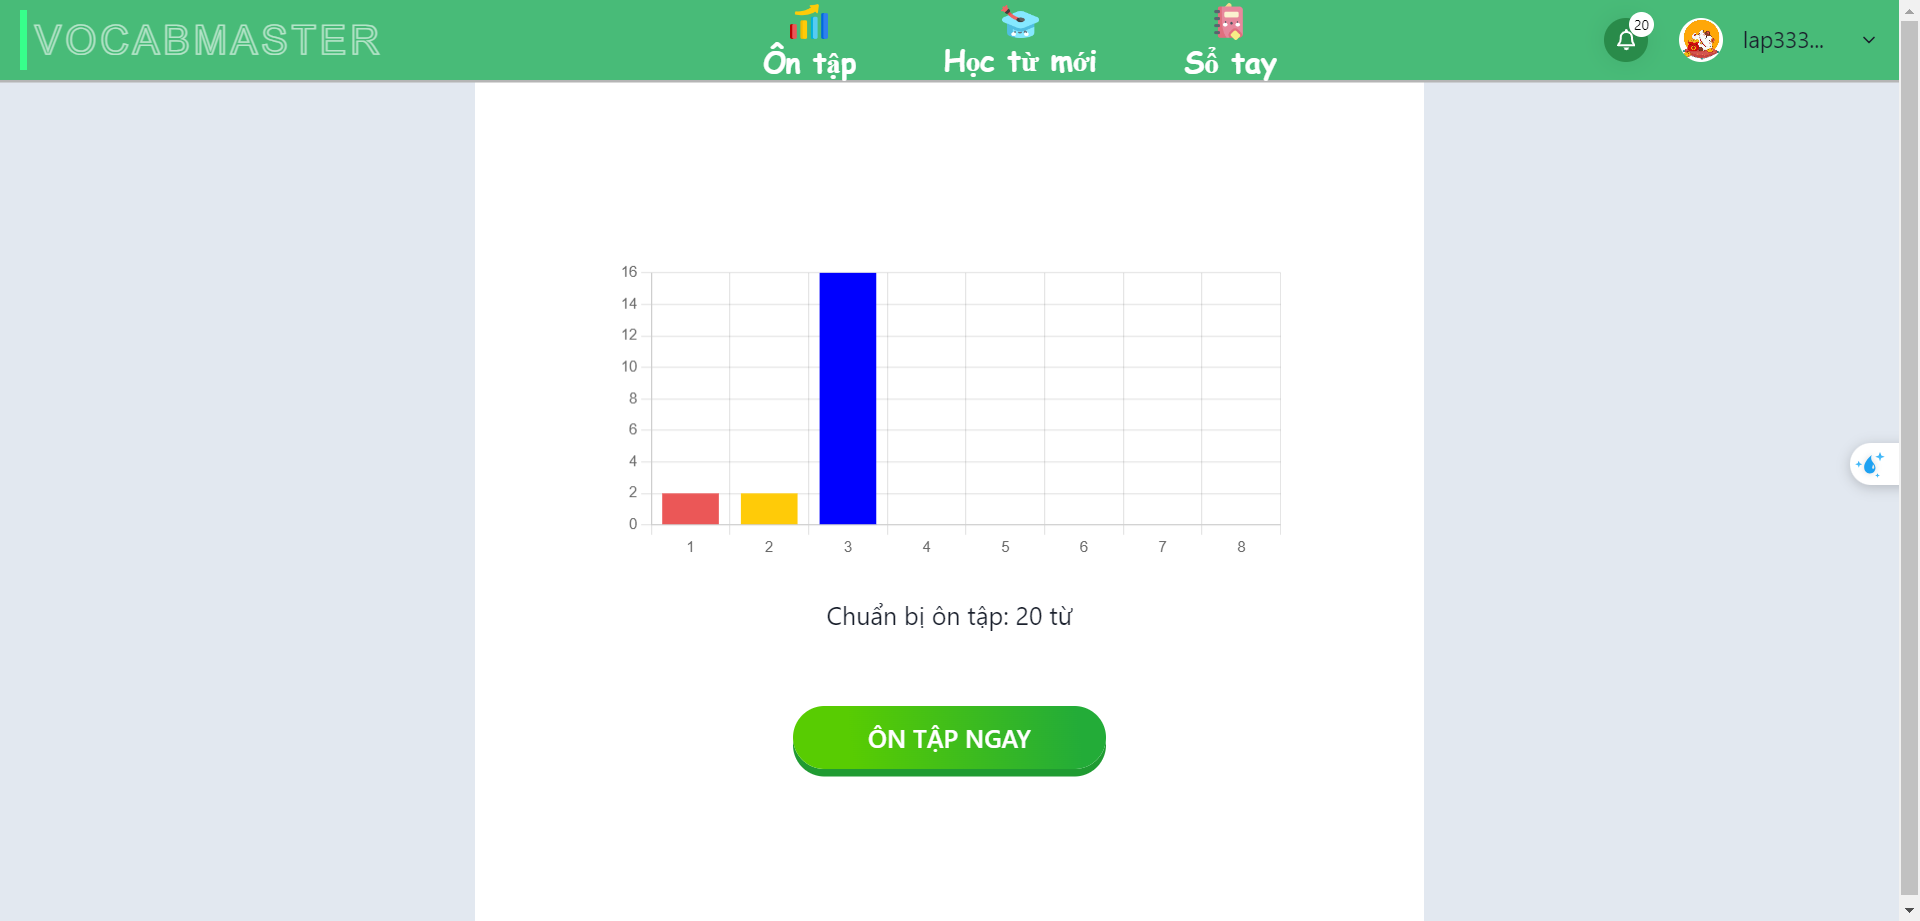 VOCABMASTER
Ôn tập
Học từ mới
Sổ tay
20
lap333...
16
14
12
10
8
6
4
2
0
1 2 3 4 5 6 7 8
Chuẩn bị ôn tập: 20 từ
ÔN TẬP NGAY